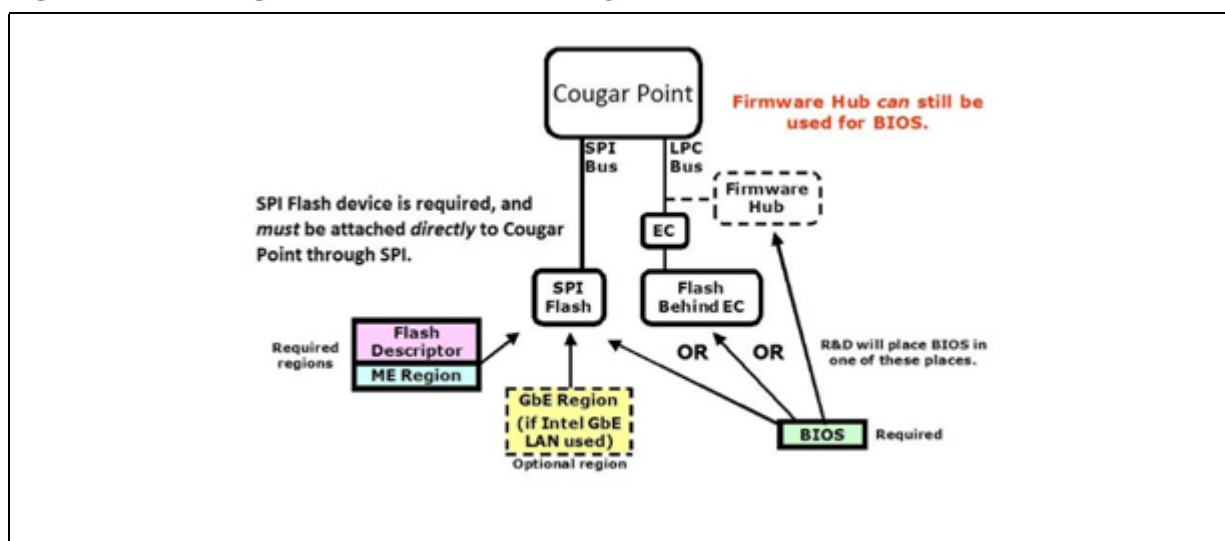 Cougar Point
Firmware Hub can still be
used for BIOS.
SPI
Bus
LPC
Bus
Firmware
Hub
SPI Flash device is required, and
must be attached directly to Cougar
Point through SPI.
EC
SPI
Flash
Flash
Behind EC
Required
regions
Flash
Descriptor
ME Region
OR
OR
R&D will place BIOS in
one of these places.
GbE Region
(if Intel GbE
LAN used)
Optional region
BIOS
Required